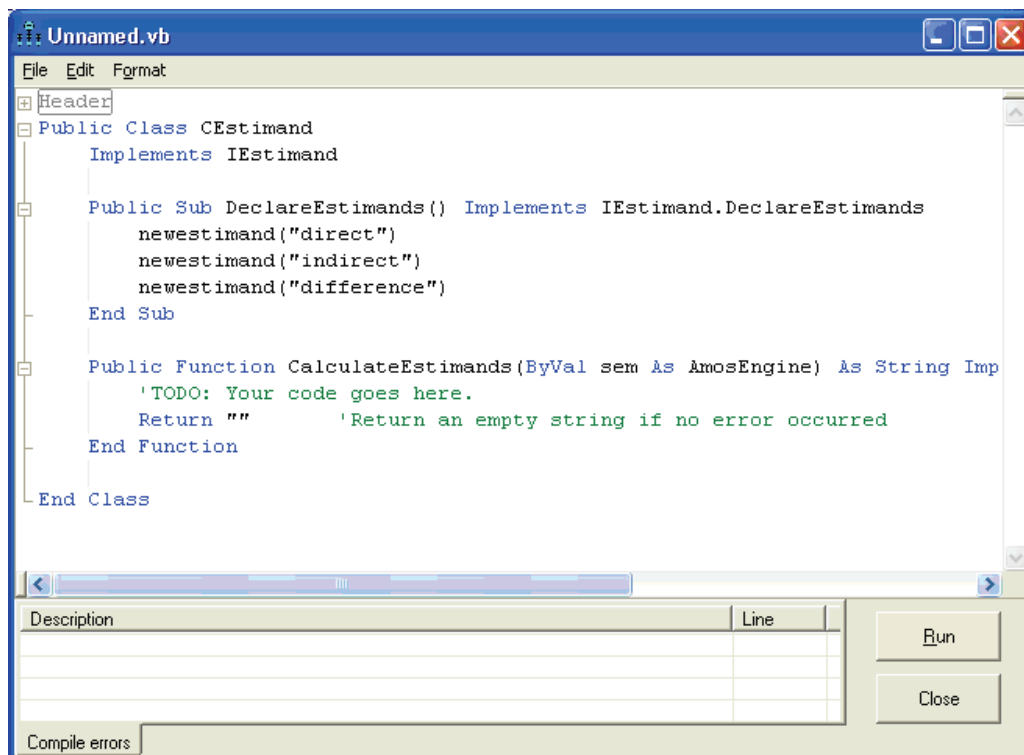 Unnamed.vb
File Edit Format
Header
Public Class CEstimand
Implements IEstimand
Public Sub DeclareEstimands() Implements IEstimand.DeclareEstimands
newestimand("direct")
newestimand("indirect")
newestimand("difference")
End Sub
Public Function CalculateEstimands(ByVal sem As AmosEngine) As String Imp
'TODO: Your code goes here.
Return "" 'Return an empty string if no error occurred
End Function
End Class
Description Line
Run
Close
Compile errors